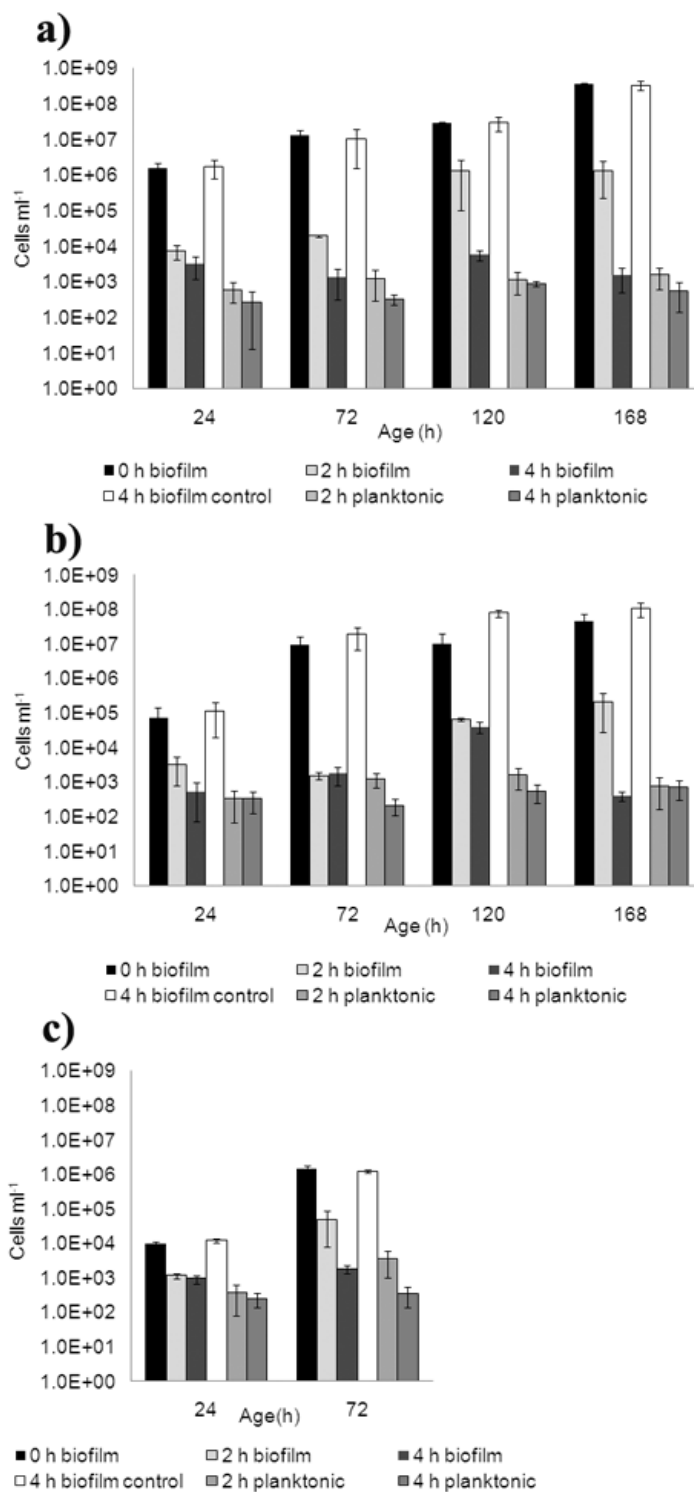 a)
1.0E+09
1.0E+08
1.0E+07
1.0E+06
1.0E+05
1.0E+04
1.0E+03
1.0E+02
1.0E+01
1.0E+00
Cells ml-1
24 72 120 168
Age (h)
0 h biofilm 2 h biofilm 4 h biofilm
4 h biofilm control 2 h planktonic 4 h planktonic
b)
1.0E+09
1.0E+08
1.0E+07
1.0E+06
1.0E+05
1.0E+04
1.0E+03
1.0E+02
1.0E+01
1.0E+00
Cells ml-1
24 72 120 168
Age (h)
0 h biofilm 2 h biofilm 4 h biofilm
4 h biofilm control 2 h planktonic 4 h planktonic
c)
1.0E+09
1.0E+08
1.0E+07
1.0E+06
1.0E+05
1.0E+04
1.0E+03
1.0E+02
1.0E+01
1.0E+00
Cells ml-1
24 72
Age(h)
0 h biofilm 2 h biofilm 4 h biofilm
4 h biofilm control 2 h planktonic 4 h planktonic